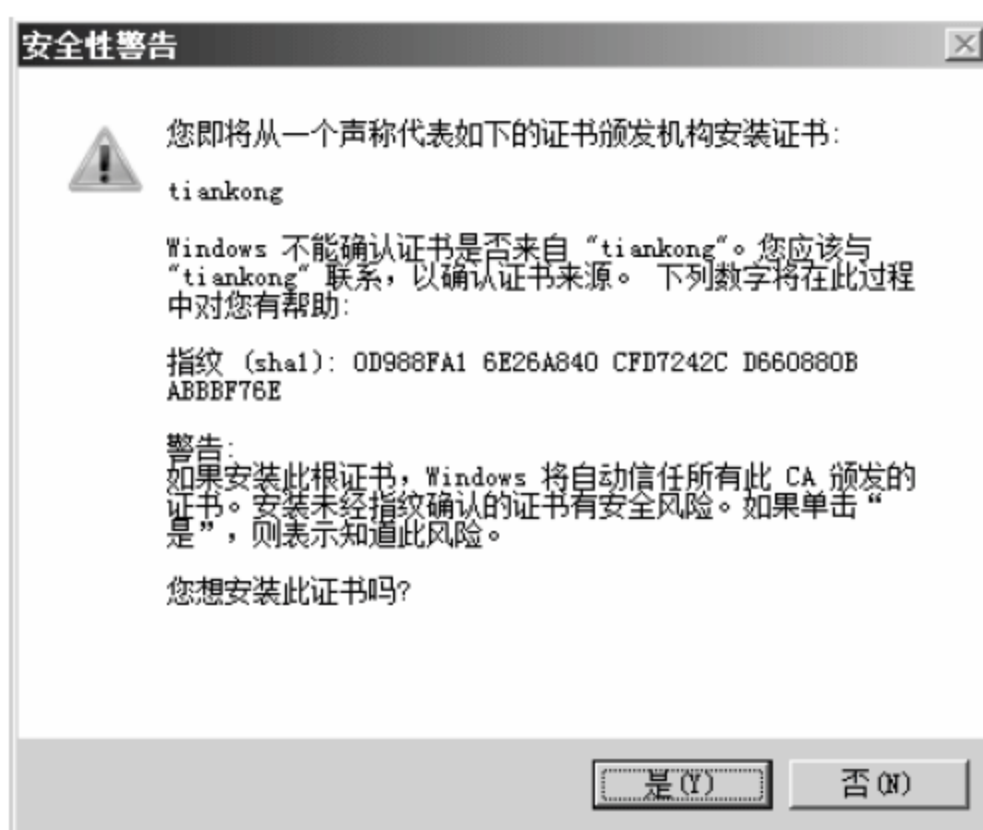 安全性警告
您即将从一个声称代表如下的证书颁发机构安装证书:
tiankong
Windows 不能确认证书是否来自 "tiankong"。您应该与
"tiankong" 联系，以确认证书来源。 下列数字将在此过程
中对您有帮助:
指纹 (sha1): 0D988FA1 6E26A840 CFD7242C D660880B
ABBBF76E
警告:
如果安装此根证书，Windows 将自动信任所有此 CA 颁发的
证书。安装未经指纹确认的证书有安全风险。如果单击“
是”，则表示知道此风险。
您想安装此证书吗?
是(Y) 否(N)